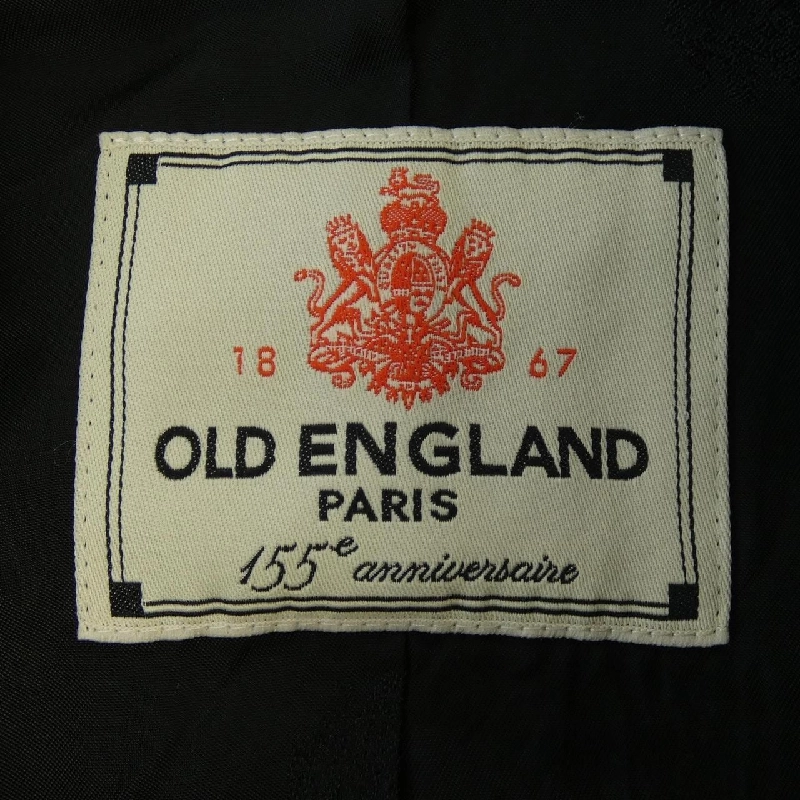 18 67
OLD ENGLAND
PARIS
155e anniversaire